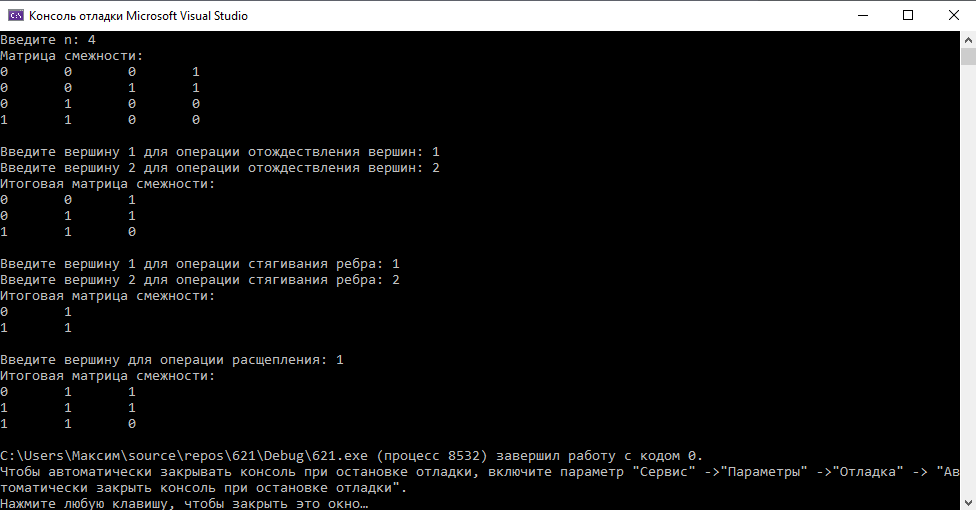 Консоль отладки Microsoft Visual Studio
Введите n: 4
Матрица смежности:
0 0 0 1
0 0 1 1
0 1 0 0
1 1 0 0
Введите вершину 1 для операции отождествления вершин: 1
Введите вершину 2 для операции отождествления вершин: 2
Итоговая матрица смежности:
0 0 1
0 1 1
1 1 0
Введите вершину 1 для операции стягивания ребра: 1
Введите вершину 2 для операции стягивания ребра: 2
Итоговая матрица смежности:
0 1
1 1
Введите вершину для операции расщепления: 1
Итоговая матрица смежности:
0 1 1
1 1 1
1 1 0
C:\Users\Максим\source\repos\621\Debug\621.exe (процесс 8532) завершил работу с кодом 0.
Чтобы автоматически закрывать консоль при остановке отладки, включите параметр "Сервис" ->"Параметры" ->"Отладка" -> "Ав
томатически закрыть консоль при остановке отладки".
Нажмите любую клавишу, чтобы закрыть это окно…